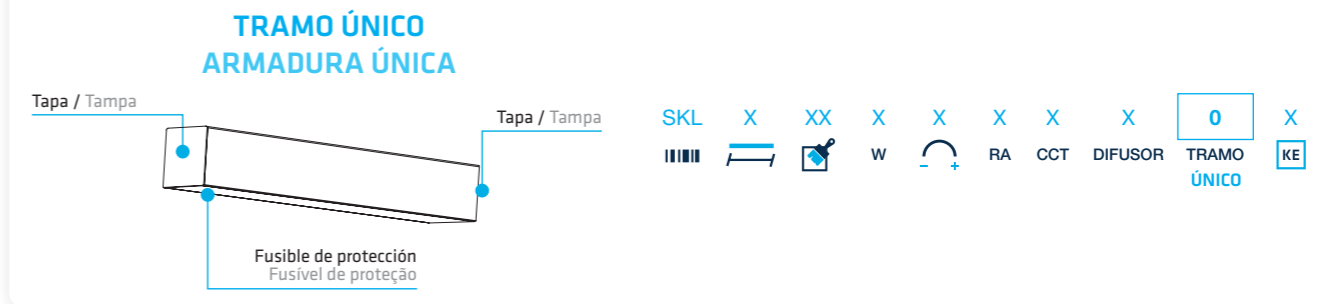 TRAMO ÚNICO
ARMADURA ÚNICA
Tapa / Tampa
Tapa / Tampa
Fusible de protección
Fusível de proteção
SKL X XX X X X X X 0 X
W - + RA CCT DIFUSOR TRAMO KE
ÚNICO